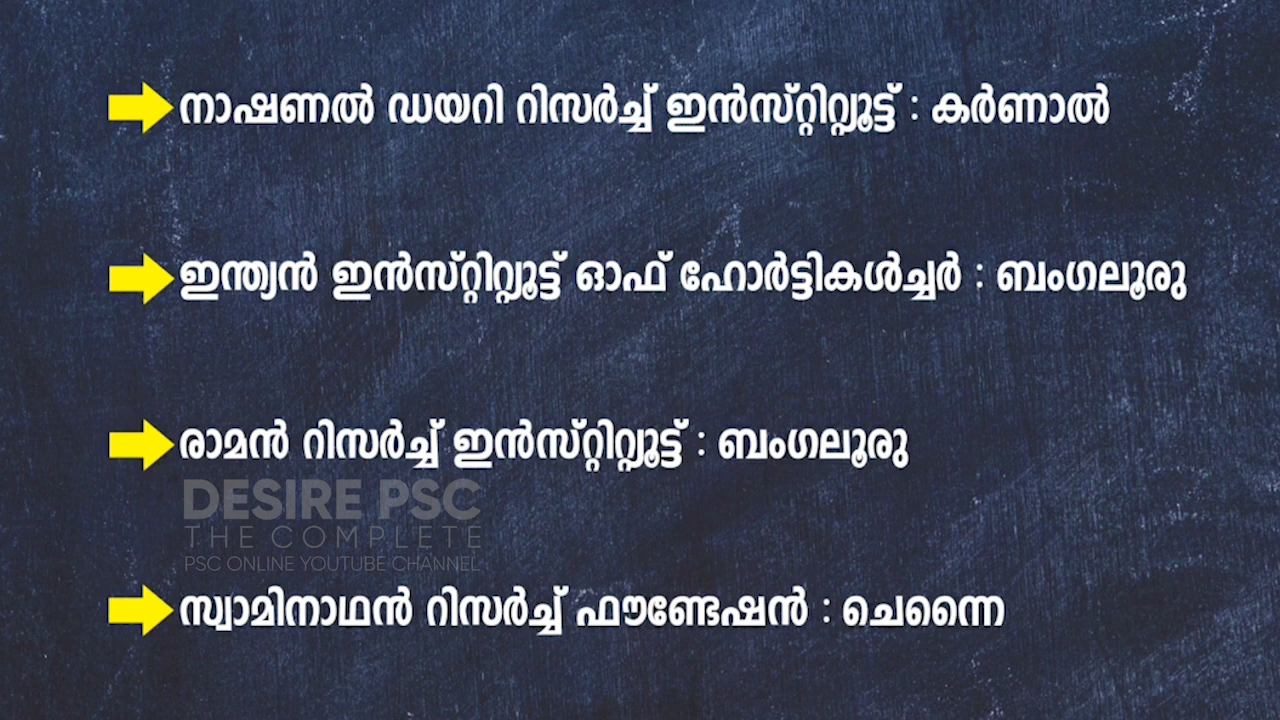 നാഷണൽ ഡയറി റിസർച്ച് ഇൻസ്റ്റിറ്റ്യൂട്ട് : കർണാൽ
ഇന്ത്യൻ ഇൻസ്റ്റിറ്റ്യൂട്ട് ഓഫ് ഹോർട്ടികൾച്ചർ : ബംഗലൂരു
രാമൻ റിസർച്ച് ഇൻസ്റ്റിറ്റ്യൂട്ട് : ബംഗലൂരു
DESIRE PSC
THE COMPLETE
PSC ONLINE YOUTUBE CHANNEL
സ്വാമിനാഥൻ റിസർച്ച് ഫൗണ്ടേഷൻ : ചെന്നൈ